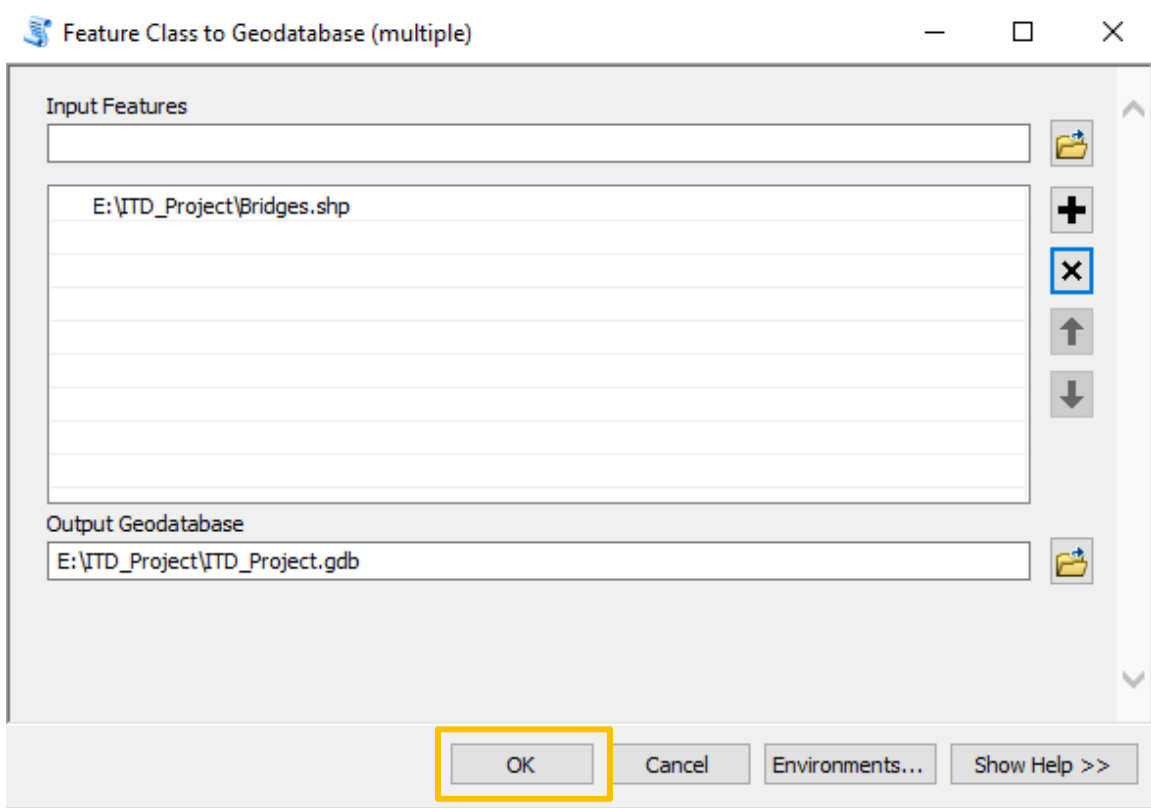 Feature Class to Geodatabase (multiple)
Input Features
E:\ITD_Project\Bridges.shp
Output Geodatabase
E:\ITD_Project\ITD_Project.gdb
OK Cancel Environments... Show Help >>